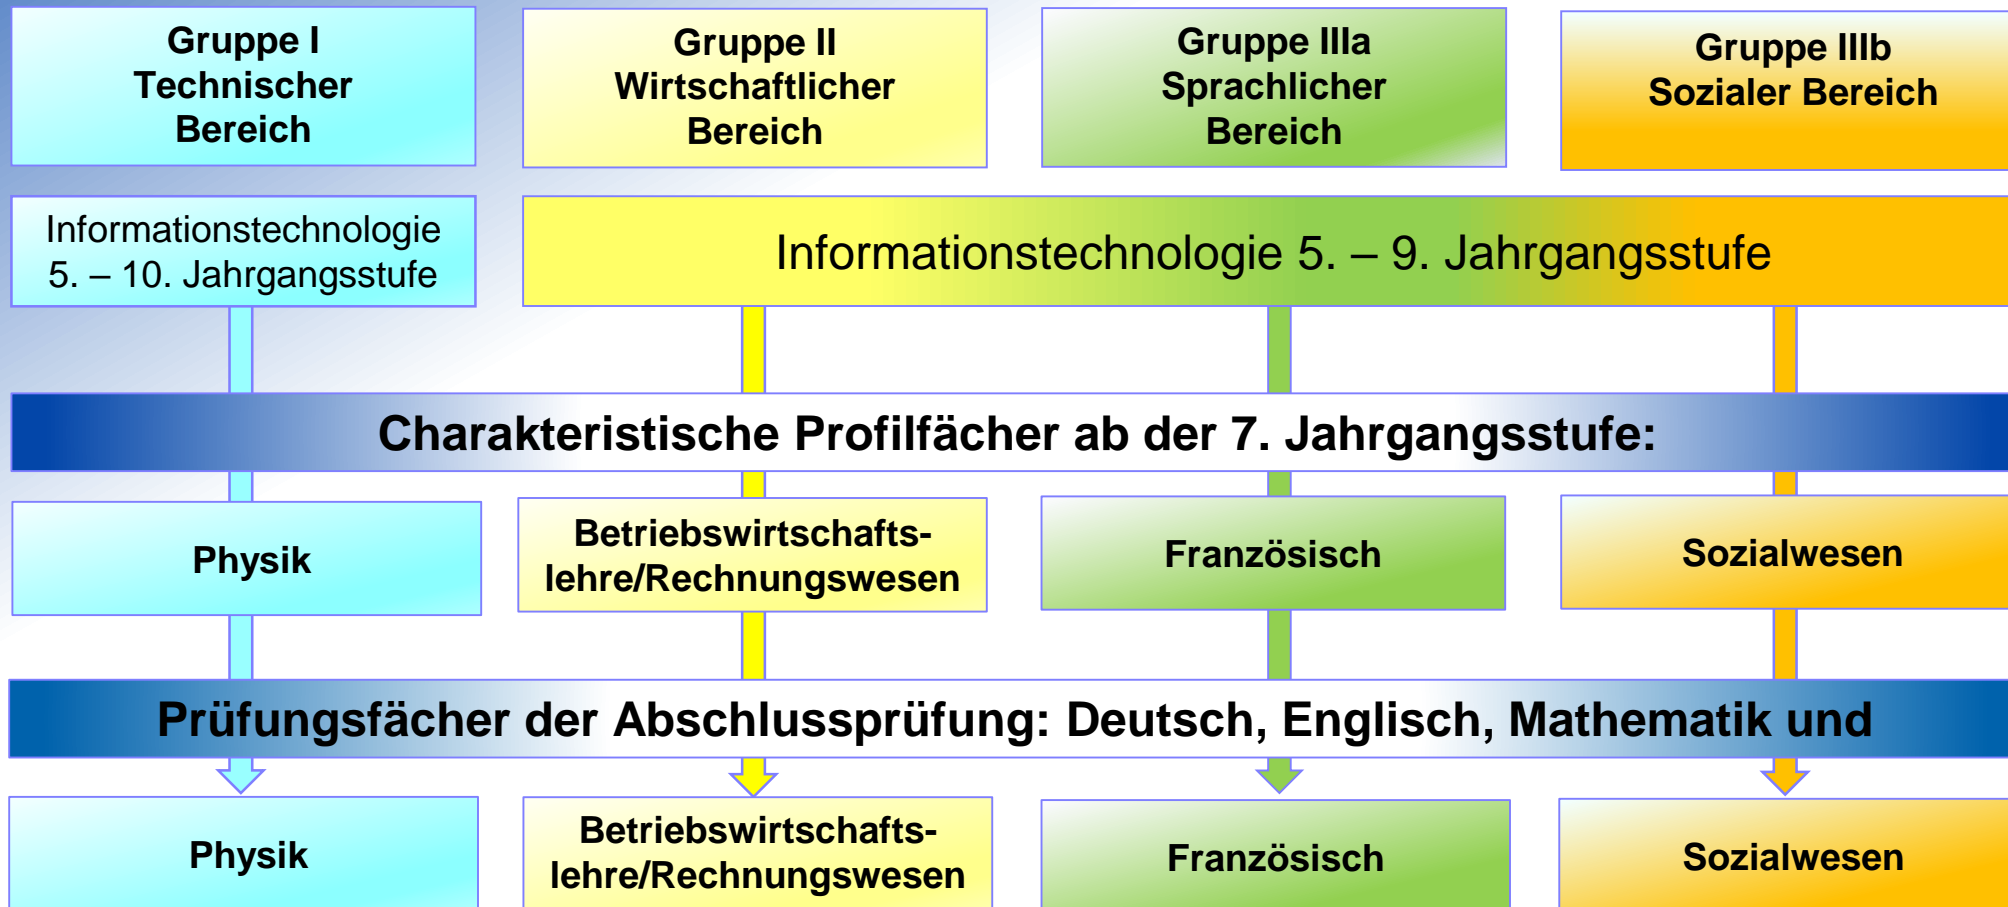 Gruppe I
Technischer
Bereich
Gruppe II
Wirtschaftlicher
Bereich
Gruppe IIIa
Sprachlicher
Bereich
Gruppe IIIb
Sozialer Bereich
Informationstechnologie
5. – 10. Jahrgangsstufe
Informationstechnologie 5. – 9. Jahrgangsstufe
Charakteristische Profilfächer ab der 7. Jahrgangsstufe:
Physik
Betriebswirtschafts-
lehre/Rechnungswesen
Französisch
Sozialwesen
Prüfungsfächer der Abschlussprüfung: Deutsch, Englisch, Mathematik und
Physik
Betriebswirtschafts-
lehre/Rechnungswesen
Französisch
Sozialwesen